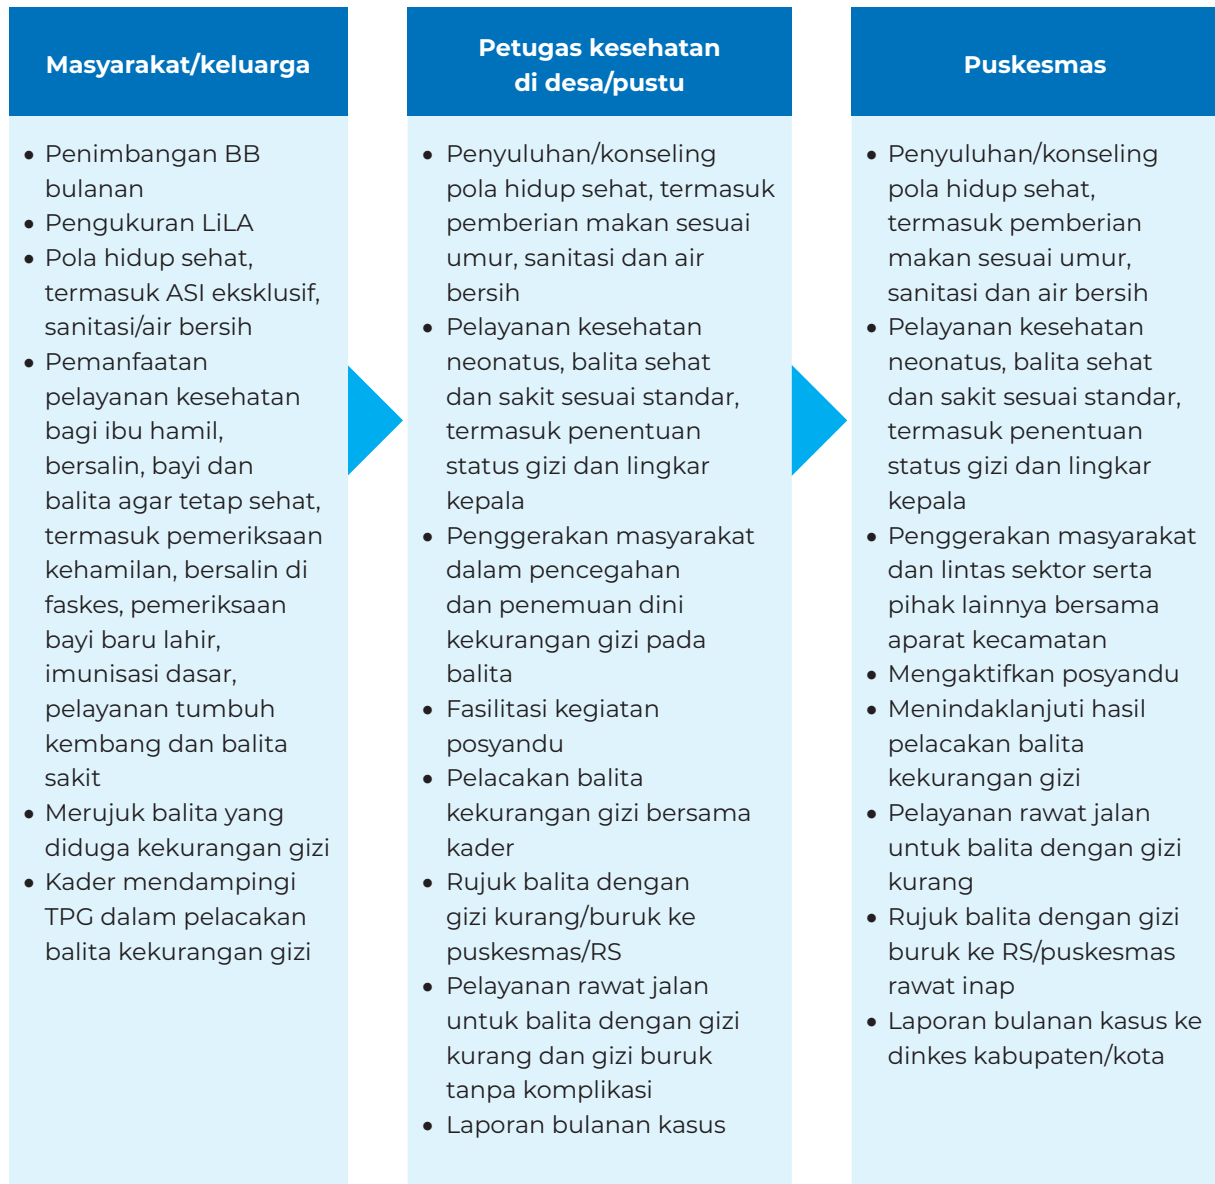 Masyarakat/keluarga
• Penimbangan BB
bulanan
• Pengukuran LiLA
• Pola hidup sehat,
termasuk ASI eksklusif,
sanitasi/air bersih
• Pemanfaatan
pelayanan kesehatan
bagi ibu hamil,
bersalin, bayi dan
balita agar tetap sehat,
termasuk pemeriksaan
kehamilan, bersalin di
faskes, pemeriksaan
bayi baru lahir,
imunisasi dasar,
pelayanan tumbuh
kembang dan balita
sakit
• Merujuk balita yang
diduga kekurangan gizi
• Kader mendampingi
TPG dalam pelacakan
balita kekurangan gizi
Petugas kesehatan
di desa/pustu
• Penyuluhan/konseling
pola hidup sehat, termasuk
pemberian makan sesuai
umur, sanitasi dan air
bersih
• Pelayanan kesehatan
neonatus, balita sehat
dan sakit sesuai standar,
termasuk penentuan
status gizi dan lingkar
kepala
• Penggerakan masyarakat
dalam pencegahan
dan penemuan dini
kekurangan gizi pada
balita
• Fasilitasi kegiatan
posyandu
• Pelacakan balita
kekurangan gizi bersama
kader
• Rujuk balita dengan
gizi kurang/buruk ke
puskesmas/RS
• Pelayanan rawat jalan
untuk balita dengan gizi
kurang dan gizi buruk
tanpa komplikasi
• Laporan bulanan kasus
Puskesmas
• Penyuluhan/konseling
pola hidup sehat,
termasuk pemberian
makan sesuai umur,
sanitasi dan air bersih
• Pelayanan kesehatan
neonatus, balita sehat
dan sakit sesuai standar,
termasuk penentuan
status gizi dan lingkar
kepala
• Penggerakan masyarakat
dan lintas sektor serta
pihak lainnya bersama
aparat kecamatan
• Mengaktifkan posyandu
• Menindaklanjuti hasil
pelacakan balita
kekurangan gizi
• Pelayanan rawat jalan
untuk balita dengan gizi
kurang
• Rujuk balita dengan gizi
buruk ke RS/puskesmas
rawat inap
• Laporan bulanan kasus ke
dinkes kabupaten/kota